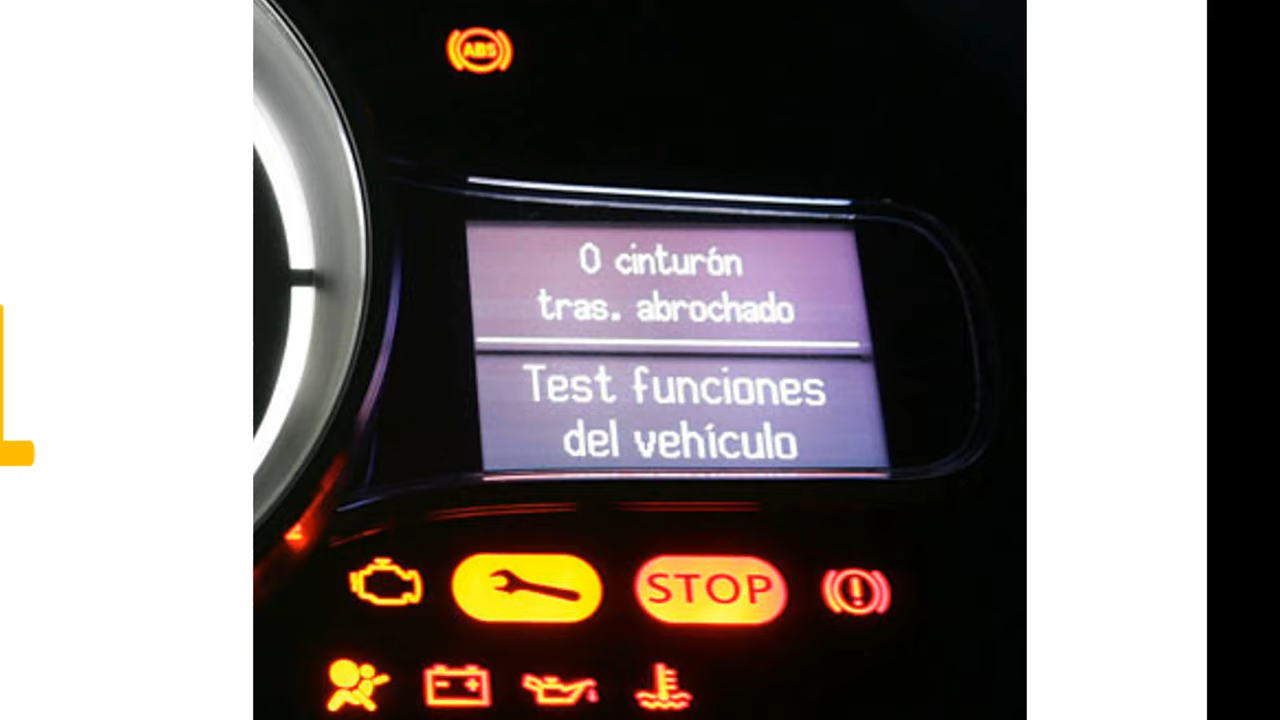 ABS
0 cinturón
tras. abrochado
Test funciones
del vehículo
STOP